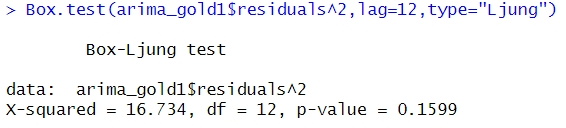 > Box.test(arima_gold1$residuals^2,lag=12,type="Ljung")
Box-Ljung test
data:  arima_gold1$residuals^2
X-squared = 16.734, df = 12, p-value = 0.1599